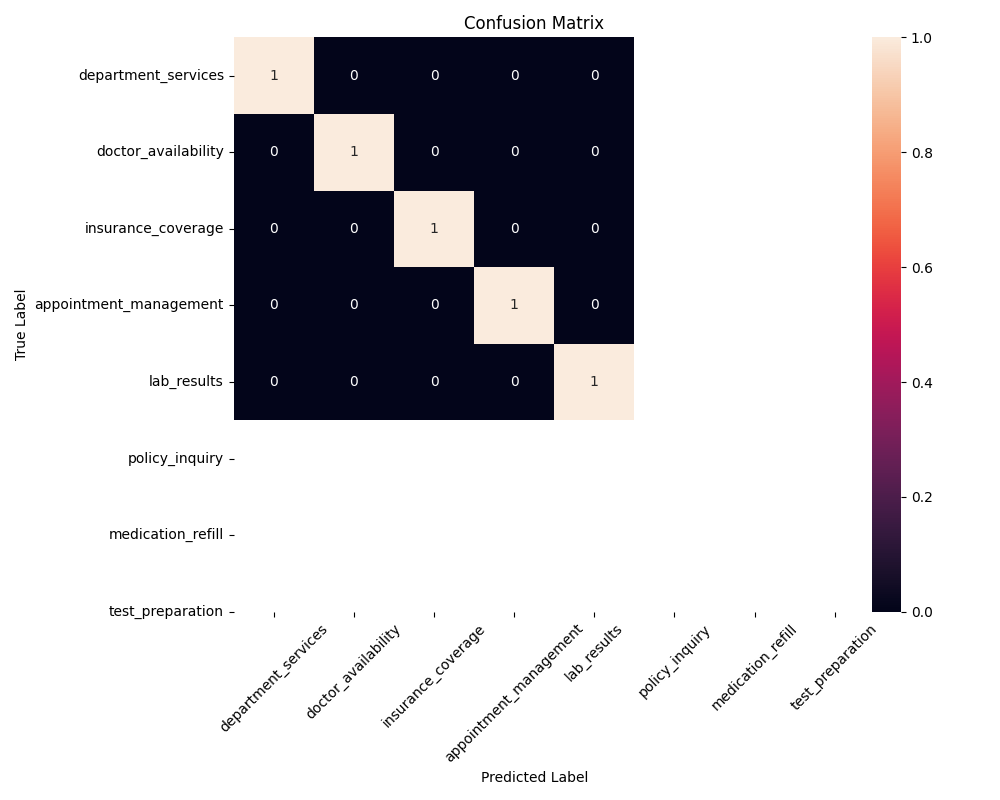 Confusion Matrix
department_services 1 0 0 0 0
doctor_availability 0 1 0 0 0
insurance_coverage 0 0 1 0 0
appointment_management 0 0 0 1 0
lab_results 0 0 0 0 1
policy_inquiry
medication_refill
test_preparation
True Label
department_services
doctor_availability
insurance_coverage
appointment_management
lab_results
policy_inquiry
medication_refill
test_preparation
Predicted Label
1.0
0.8
0.6
0.4
0.2
0.0